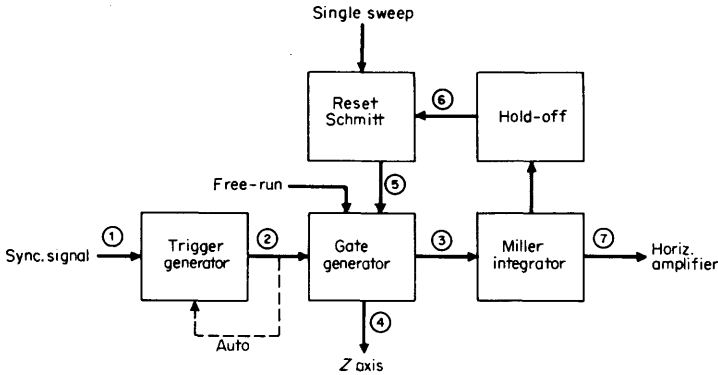 Single sweep
Reset
Schmitt
6
Hold-off
Free-run
5
Sync. signal
1
Trigger
generator
2
Gate
generator
3
Miller
integrator
7
Horiz.
amplifier
Auto
4
Z axis